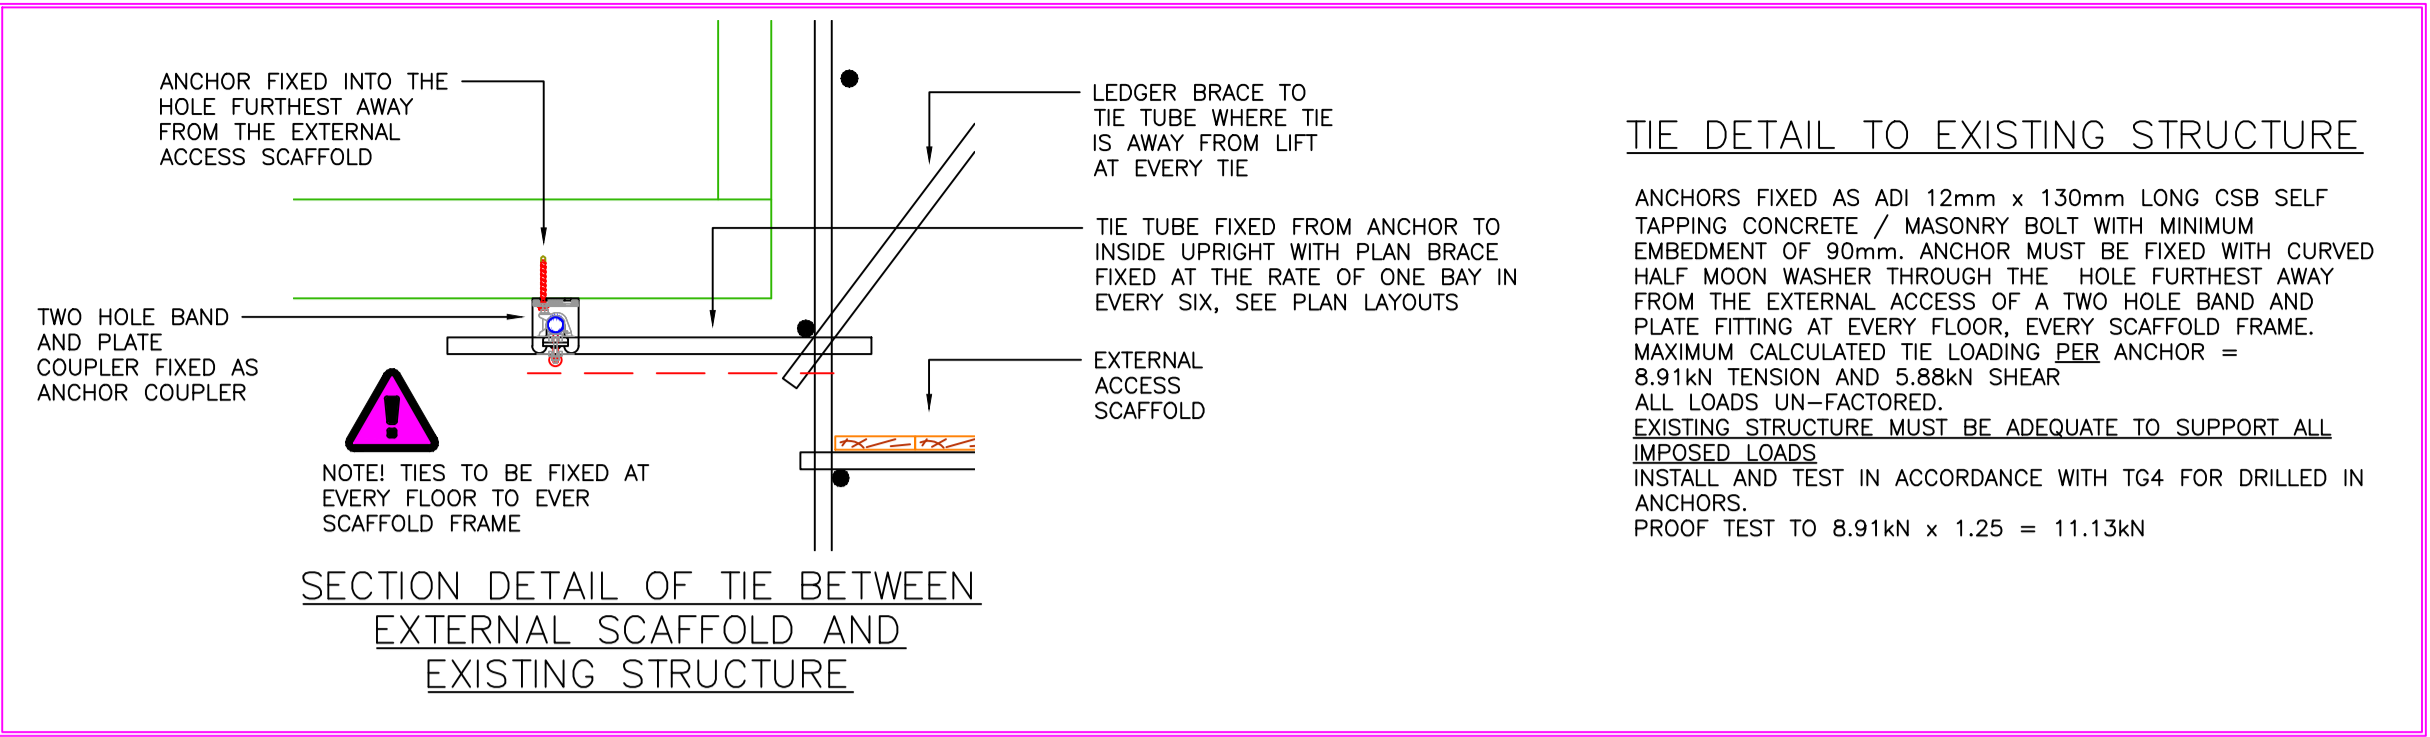 ANCHOR FIXED INTO THE
HOLE FURTHEST AWAY
FROM THE EXTERNAL
ACCESS SCAFFOLD
TWO HOLE BAND
AND PLATE
COUPLER FIXED AS
ANCHOR COUPLER
NOTE! TIES TO BE FIXED AT
EVERY FLOOR TO EVER
SCAFFOLD FRAME
LEDGER BRACE TO
TIE TUBE WHERE TIE
IS AWAY FROM LIFT
AT EVERY TIE
TIE TUBE FIXED FROM ANCHOR TO
INSIDE UPRIGHT WITH PLAN BRACE
FIXED AT THE RATE OF ONE BAY IN
EVERY SIX, SEE PLAN LAYOUTS
EXTERNAL
ACCESS
SCAFFOLD
SECTION DETAIL OF TIE BETWEEN
EXTERNAL SCAFFOLD AND
EXISTING STRUCTURE
TIE DETAIL TO EXISTING STRUCTURE
ANCHORS FIXED AS ADI 12mm x 130mm LONG CSB SELF
TAPPING CONCRETE / MASONRY BOLT WITH MINIMUM
EMBEDMENT OF 90mm. ANCHOR MUST BE FIXED WITH CURVED
HALF MOON WASHER THROUGH THE HOLE FURTHEST AWAY
FROM THE EXTERNAL ACCESS OF A TWO HOLE BAND AND
PLATE FITTING AT EVERY FLOOR, EVERY SCAFFOLD FRAME.
MAXIMUM CALCULATED TIE LOADING PER ANCHOR =
8.91kN TENSION AND 5.88kN SHEAR
ALL LOADS UN-FACTORED.
EXISTING STRUCTURE MUST BE ADEQUATE TO SUPPORT ALL
IMPOSED LOADS
INSTALL AND TEST IN ACCORDANCE WITH TG4 FOR DRILLED IN
ANCHORS.
PROOF TEST TO 8.91kN x 1.25 = 11.13kN